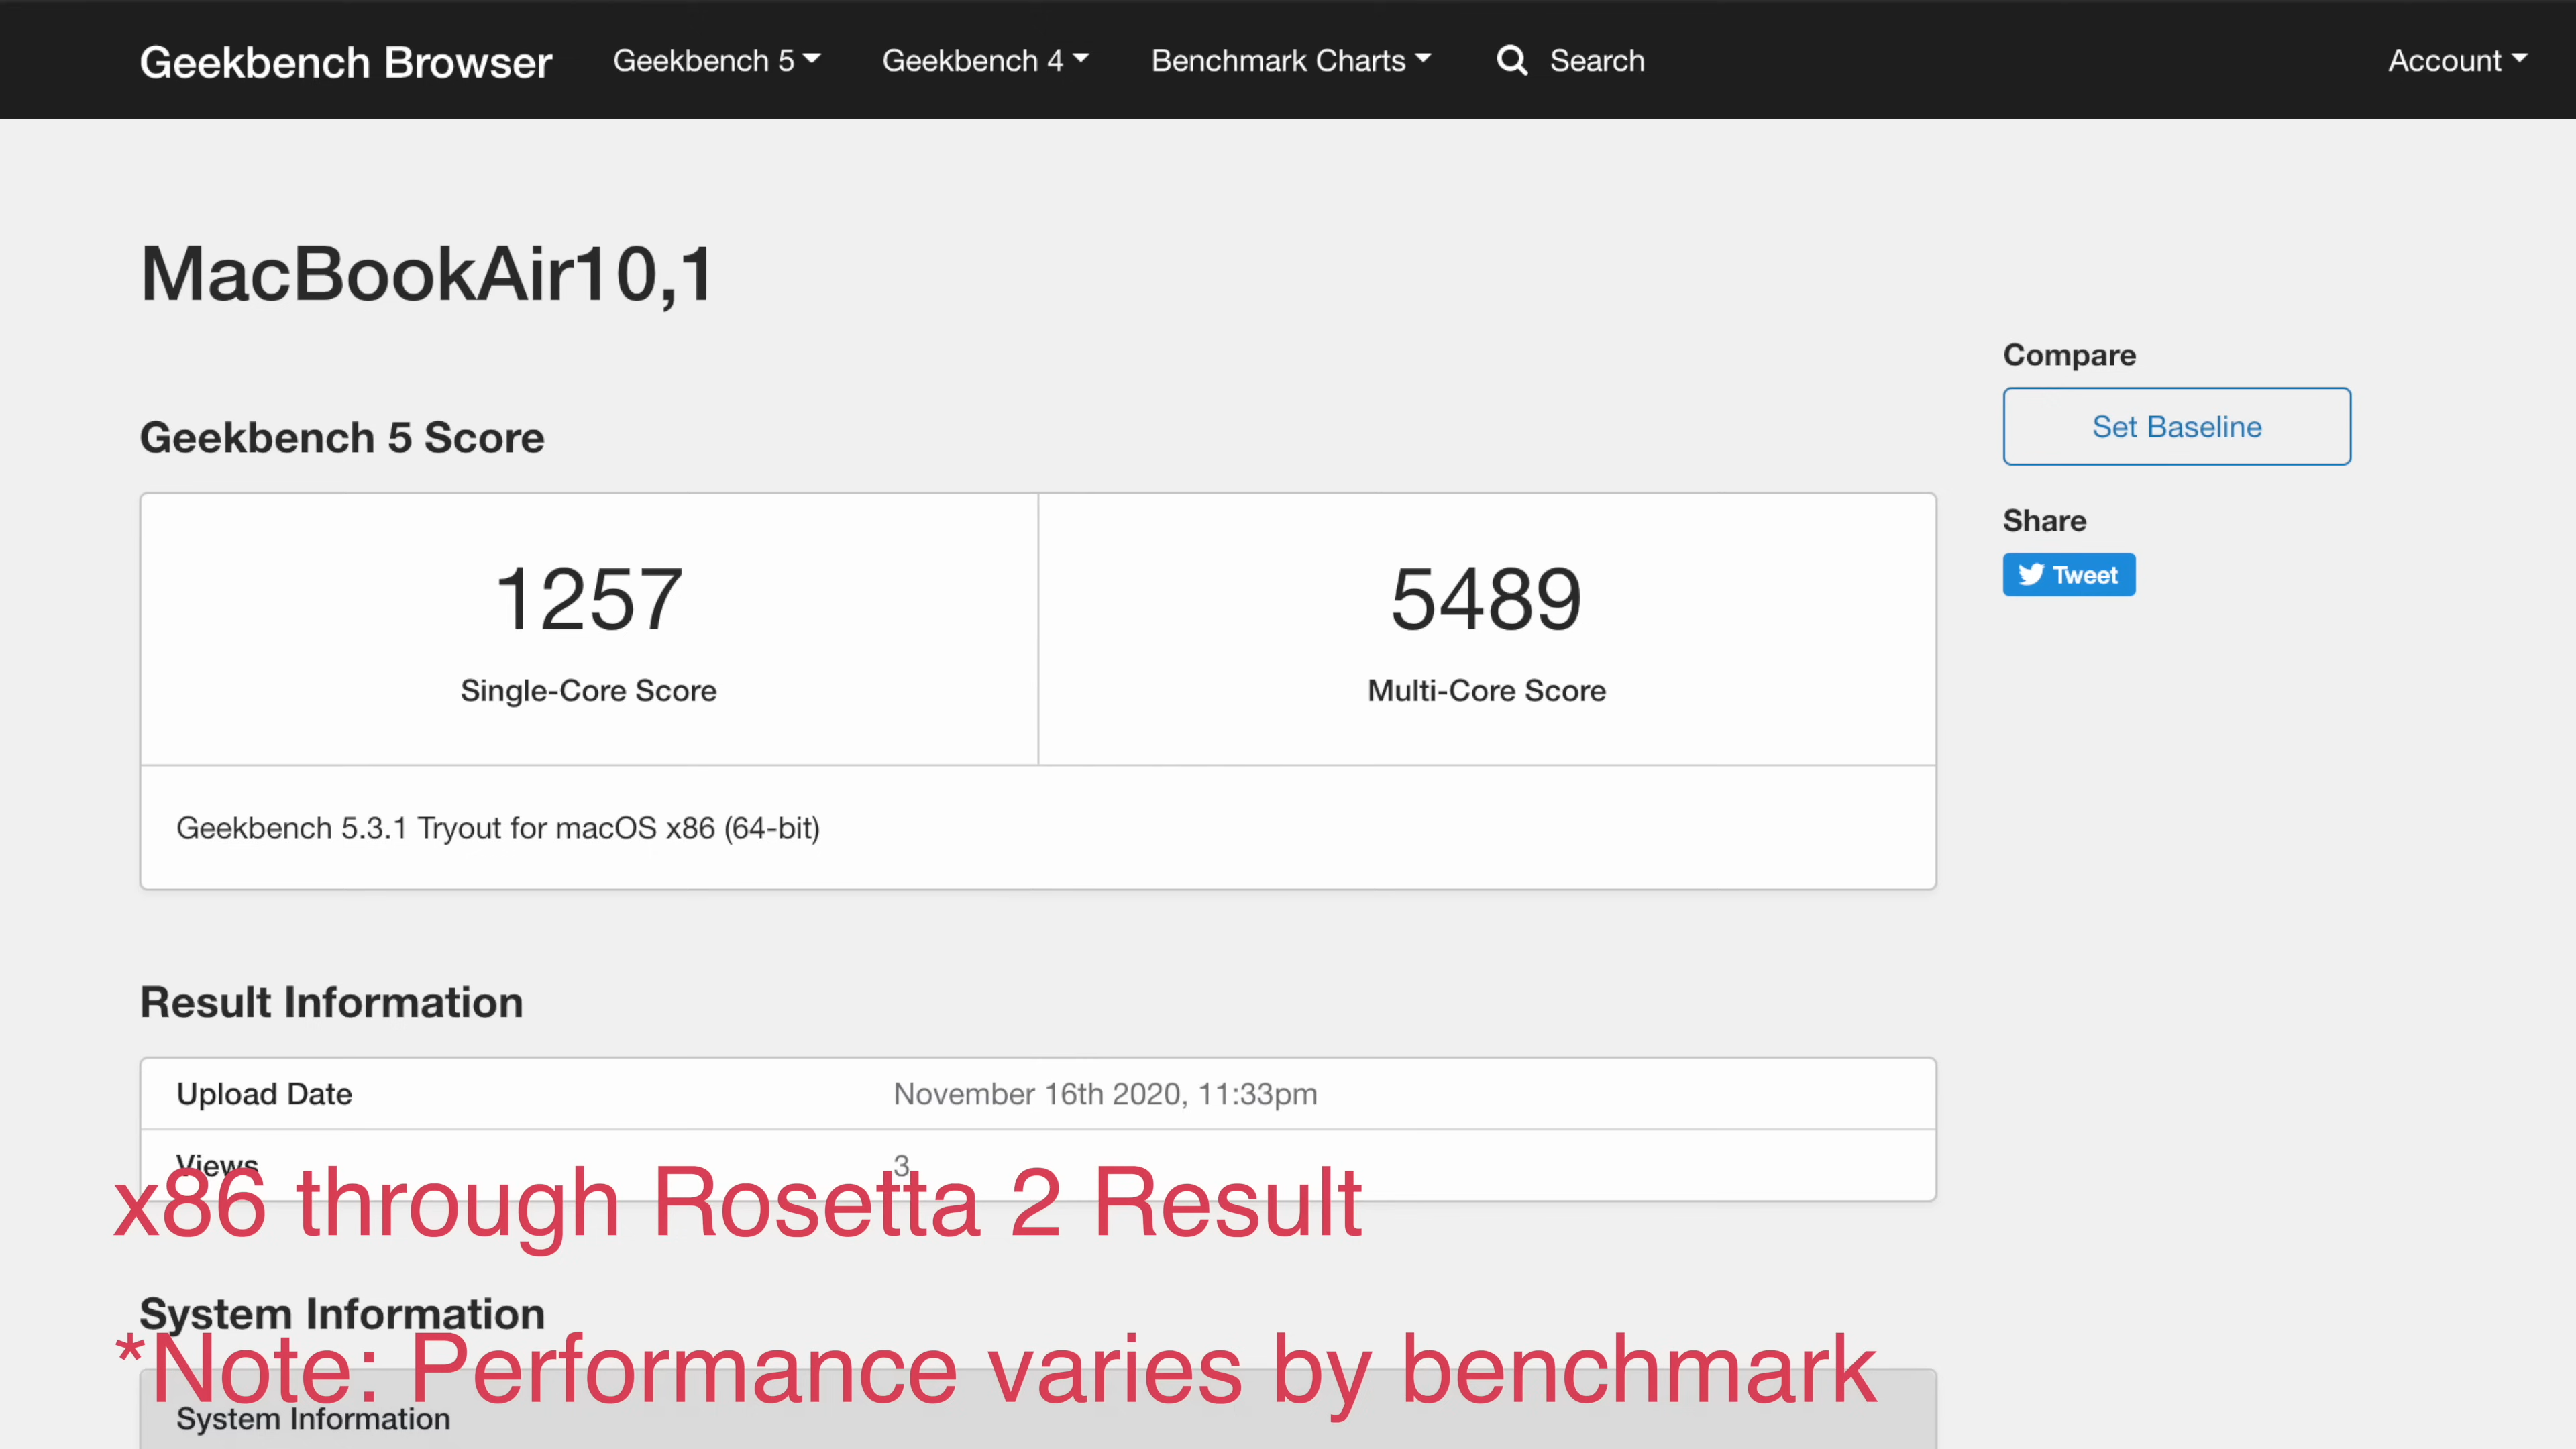 Geekbench Browser Geekbench 5 Geekbench 4 Benchmark Charts Search Account
MacBookAir10,1
Compare
Set Baseline
Share
Tweet
Geekbench 5 Score
1257 5489
Single-Core Score Multi-Core Score
Geekbench 5.3.1 Tryout for macOS x86 (64-bit)
Result Information
Upload Date November 16th 2020, 11:33pm
Views 3
x86 through Rosetta 2 Result
System Information
*Note: Performance varies by benchmark
System Information